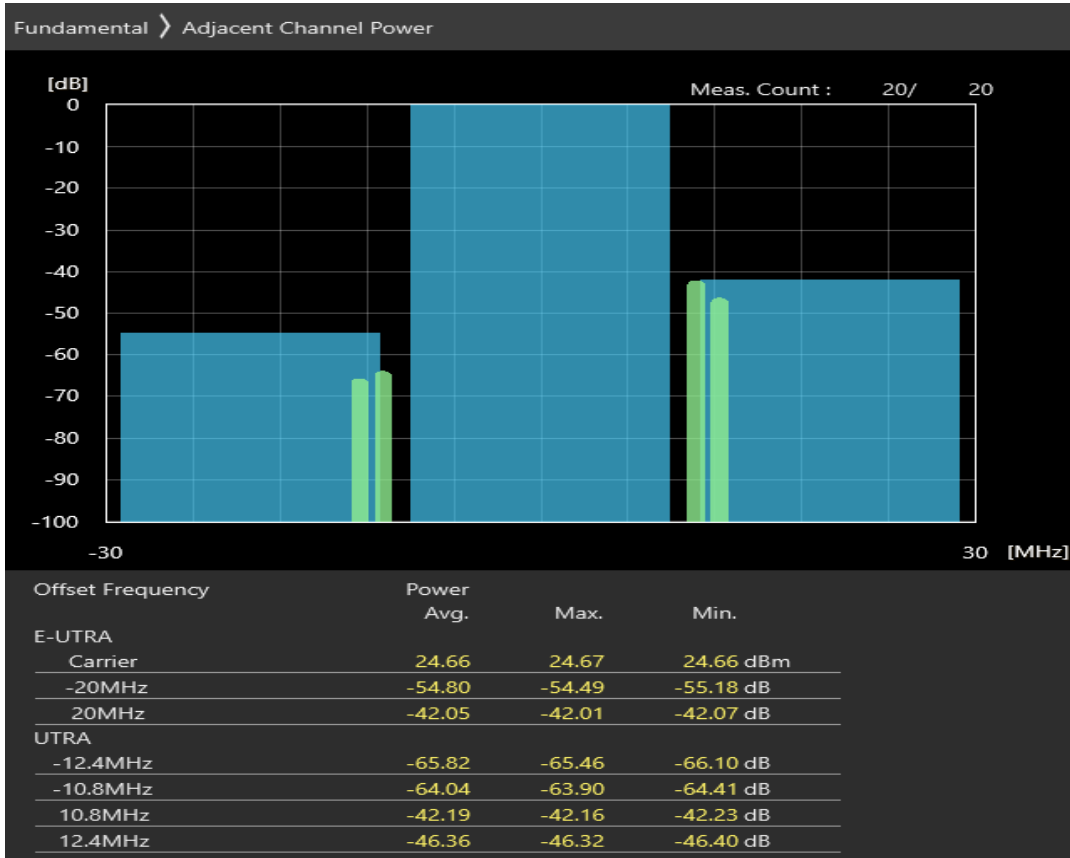 Fundamental 〉 Adjacent Channel Power
[dB]
Meas. Count : 20/ 20
0
-10
-20
-30
-40
-50
-60
-70
-80
-90
-100
-30 30 [MHz]
Offset Frequency Power
Avg. Max. Min.
E-UTRA
Carrier 24.66 24.67 24.66 dBm
-20MHz -54.80 -54.49 -55.18 dB
20MHz -42.05 -42.01 -42.07 dB
UTRA
-12.4MHz -65.82 -65.46 -66.10 dB
-10.8MHz -64.04 -63.90 -64.41 dB
10.8MHz -42.19 -42.16 -42.23 dB
12.4MHz -46.36 -46.32 -46.40 dB